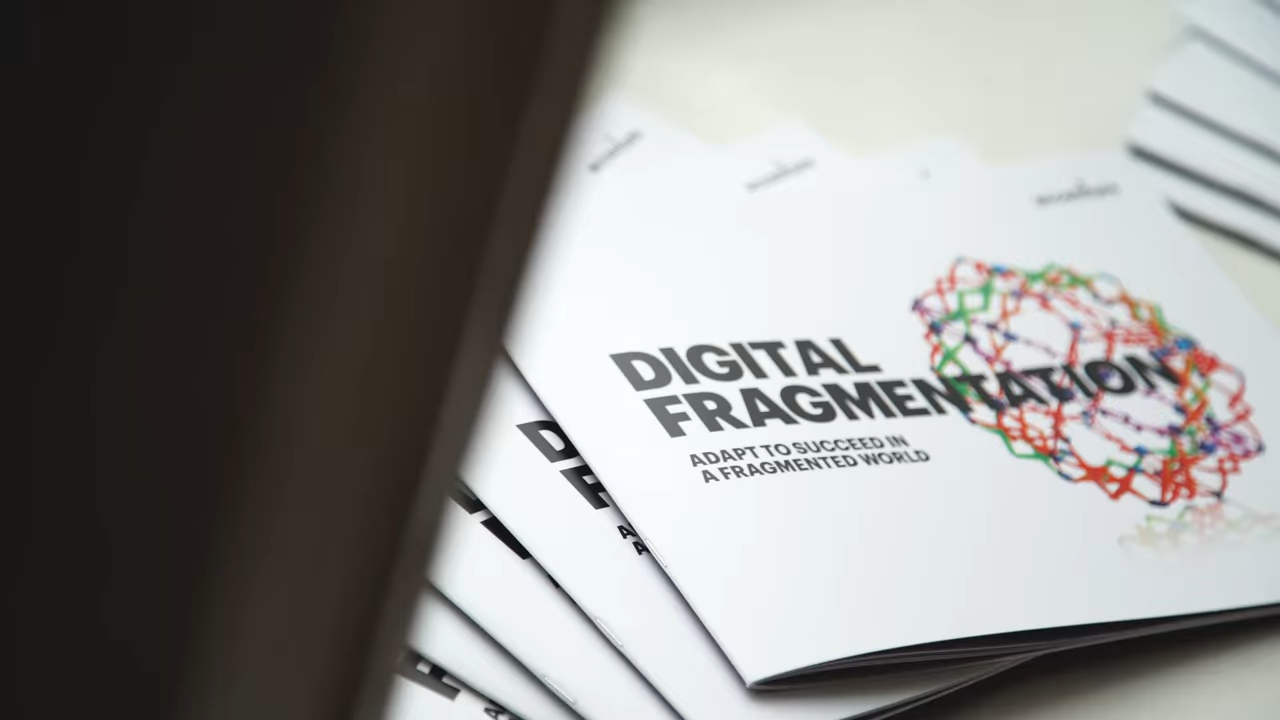 DIGITAL
FRAGMENTATION
ADAPT TO SUCCEED IN
A FRAGMENTED WORLD
D
F
A
A